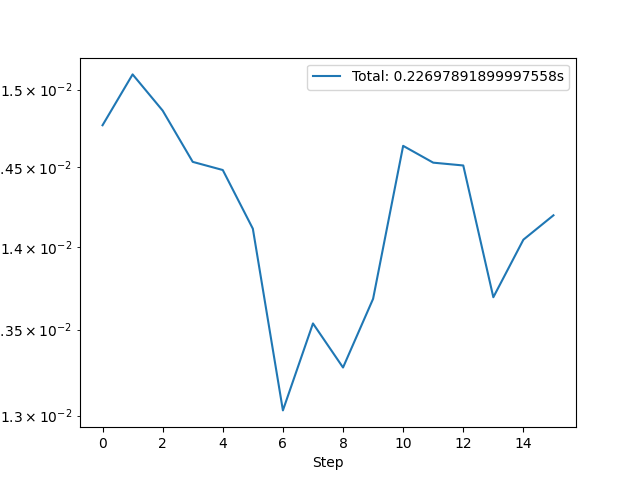 Total: 0.22697891899997558s
1.5 × 10⁻²
.45 × 10⁻²
1.4 × 10⁻²
.35 × 10⁻²
1.3 × 10⁻²
0 2 4 6 8 10 12 14
Step